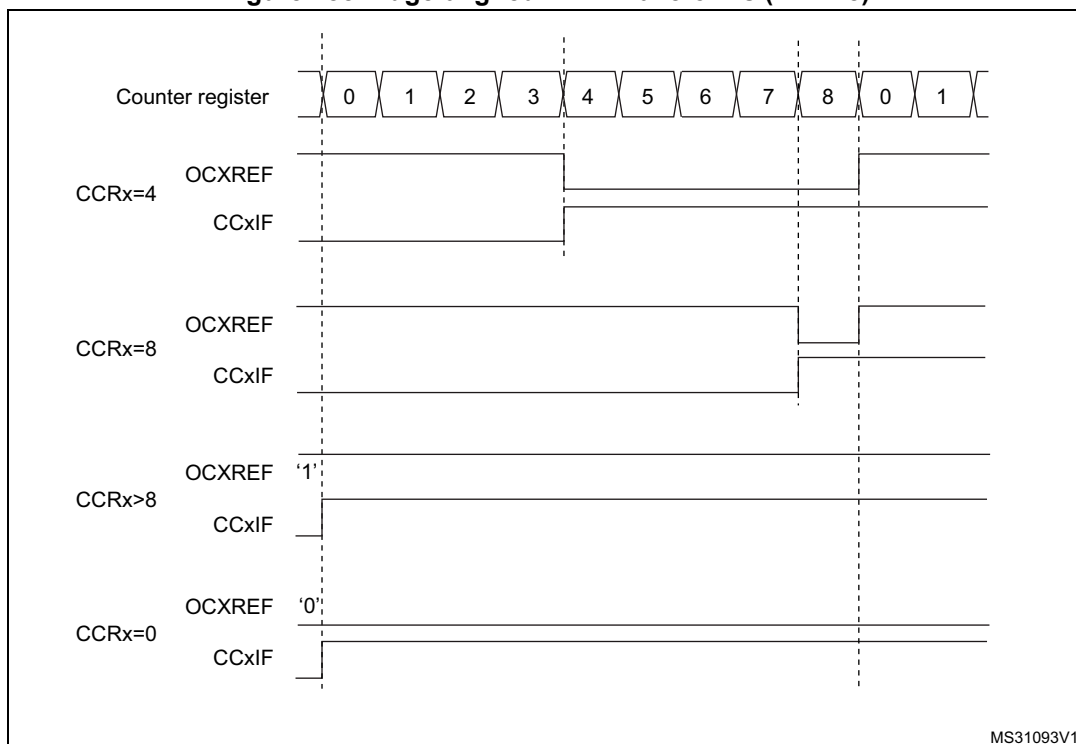 Counter register 0 1 2 3 4 5 6 7 8 0 1
OCXREF
CCRx=4
CCxIF
OCXREF
CCRx=8
CCxIF
OCXREF '1'
CCRx>8
CCxIF
OCXREF '0'
CCRx=0
CCxIF
MS31093V1